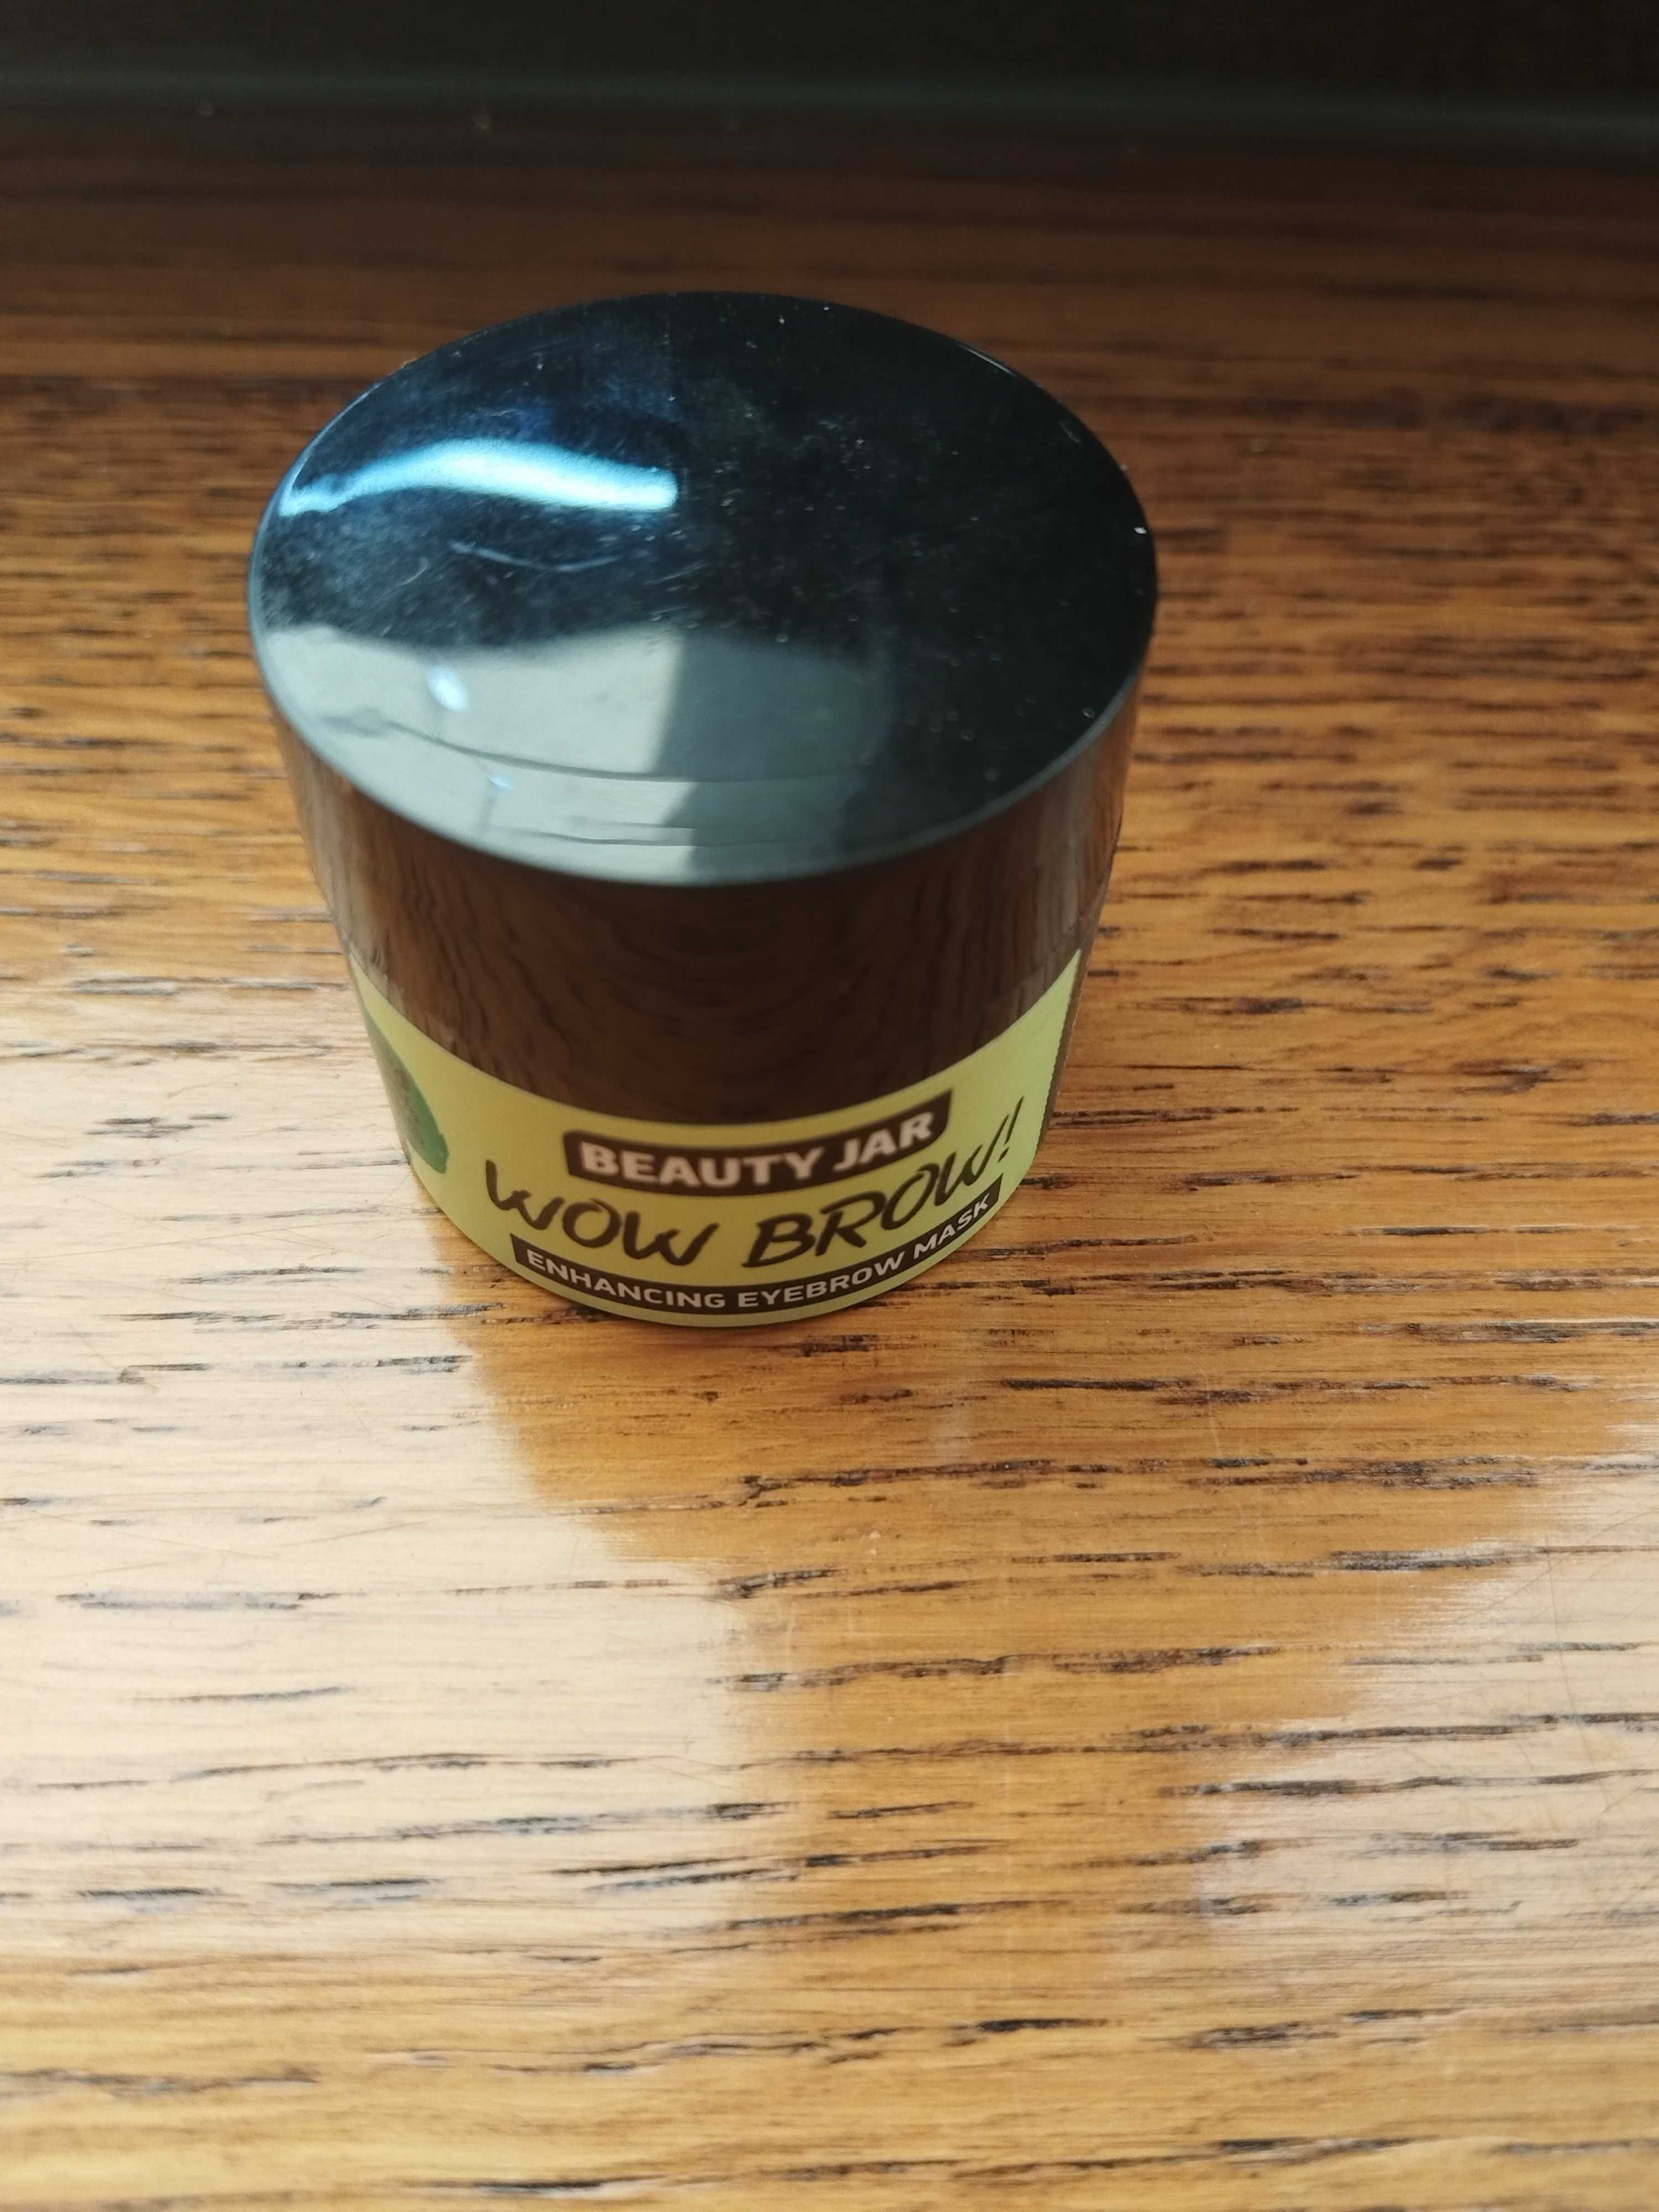 BEAUTY JAR
WOW BROW!
ENHANCING EYEBROW MASK